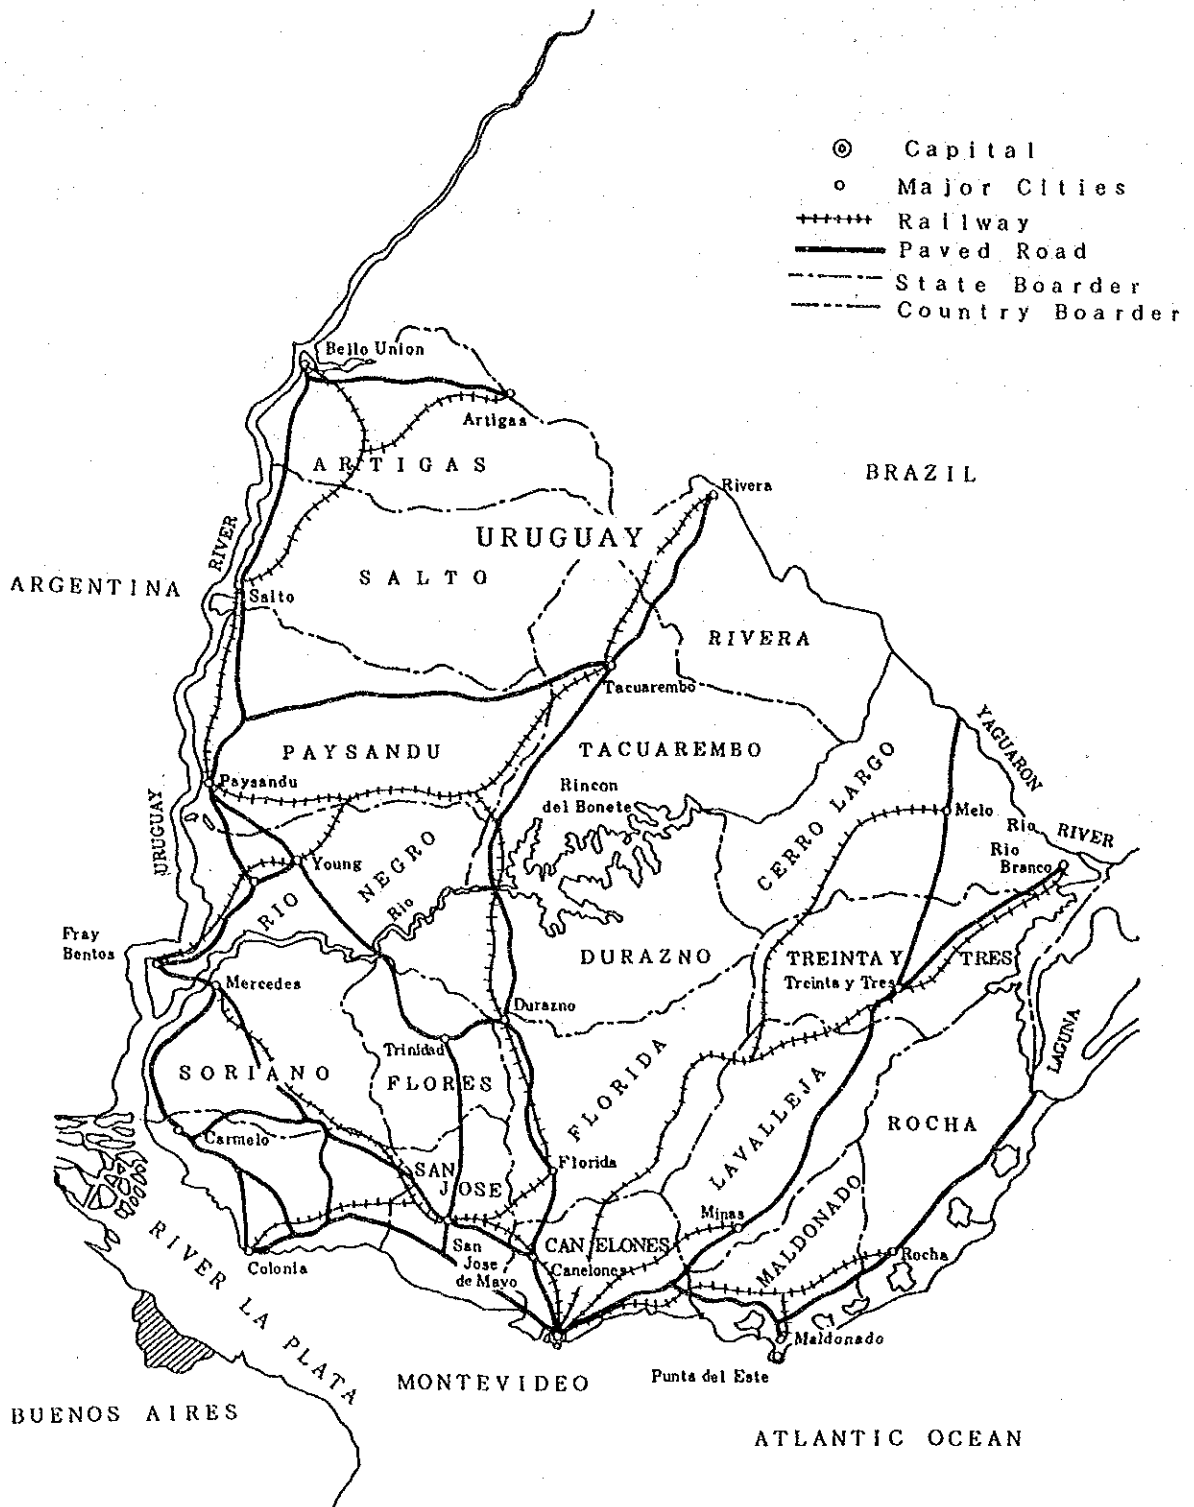 Capital
Major Cities
Railway
Paved Road
State Boarder
Country Boarder
Bello Union
Artigas
ARTIGAS
BRAZIL
Rivera
RIVER
URUGUAY
ARGENTINA
SALTO
Salto
RIVERA
Tacuarembo
YAGUARON
PAYSANDU
TACUAREMBO
Paysandu
Rincon
del Bonete
CERRO LARGO
URUGUAY
Melo
Rio
RIVER
Rio
Branco
Young
NEGRO
RIO
Rio
Fray
Bentos
DURAZNO
TREINTA Y
TRES
Treinta y Tres
Mercedes
Durazno
Trinidad
LAGUNA
SORIANO
FLORES
FLORIDA
LAVALLEJA
ROCHA
Carmelo
Florida
SAN
JOSE
MALDONADO
Minas
RIVER LA PLATA
San
Jose
de Mayo
CANELONES
Canelones
Rocha
Colonia
Maldonado
Punta del Este
MONTEVIDEO
BUENOS AIRES
ATLANTIC OCEAN